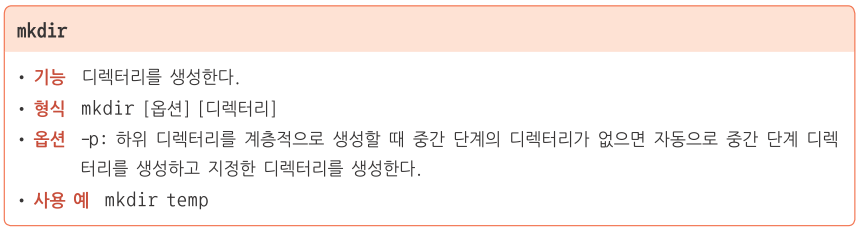 mkdir
• 기능 디렉터리를 생성한다.
• 형식 mkdir [옵션] [디렉터리]
• 옵션 -p: 하위 디렉터리를 계층적으로 생성할 때 중간 단계의 디렉터리가 없으면 자동으로 중간 단계 디렉
터리를 생성하고 지정한 디렉터리를 생성한다.
• 사용 예 mkdir temp